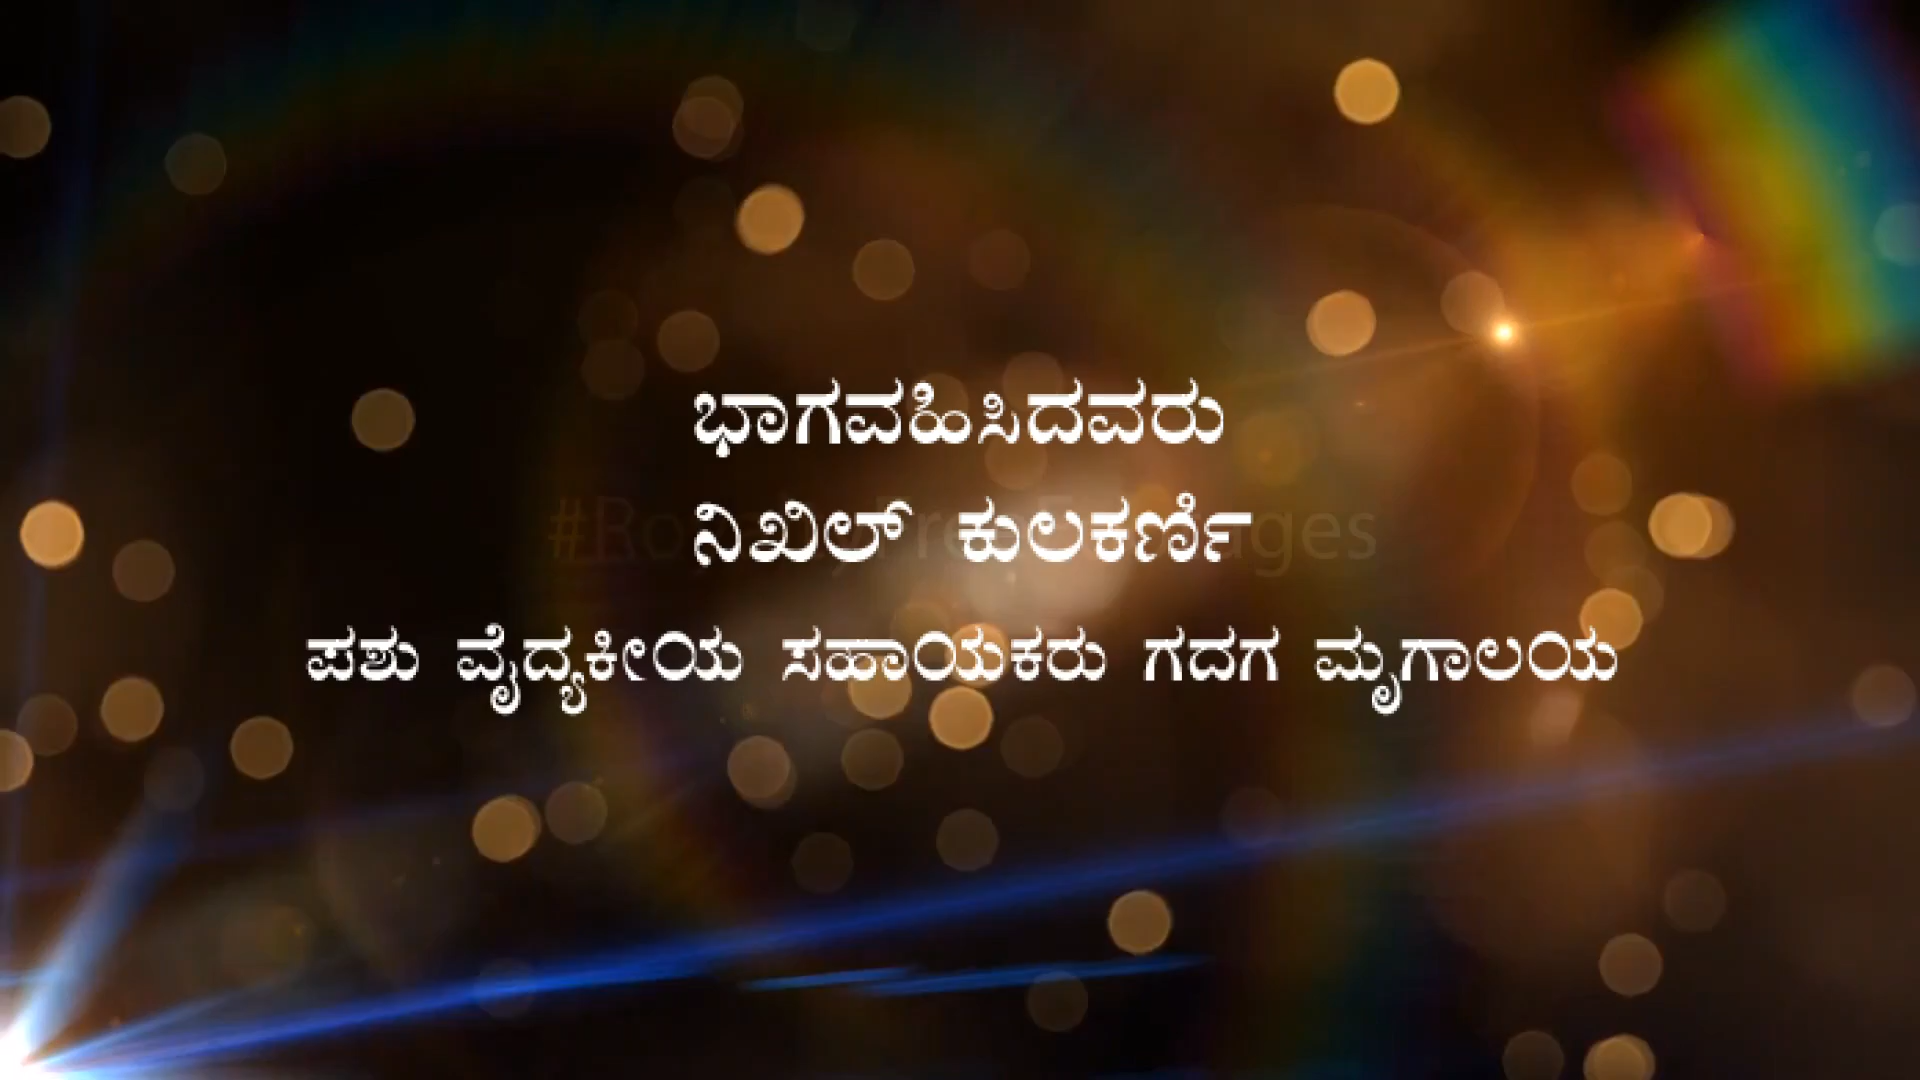 ಭಾಗವಹಿಸಿದವರು
ನಿಖಿಲ್ ಕುಲಕರ್ಣಿ
ಪಶು ವೈದ್ಯಕೀಯ ಸಹಾಯಕರು ಗದಗ ಮೃಗಾಲಯ